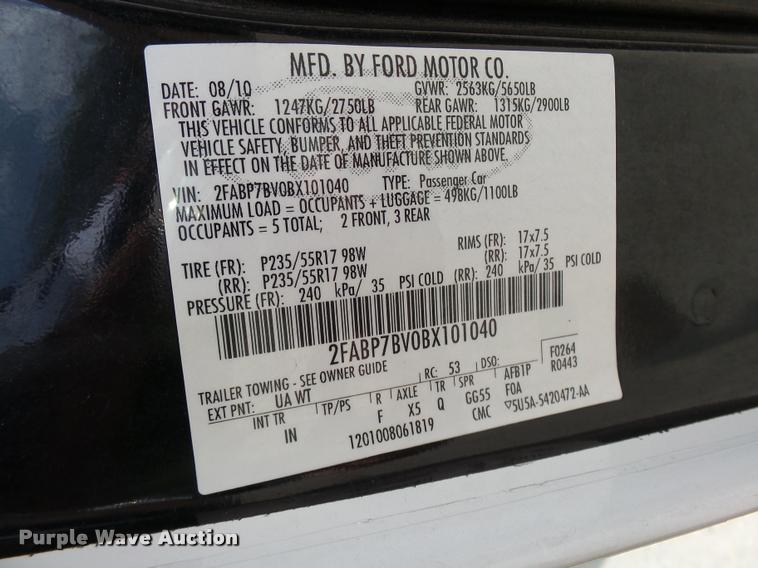 MFD. BY FORD MOTOR CO.
DATE: 08/10 GVWR: 2563KG/5650LB
FRONT GAWR: 1247KG/2750LB REAR GAWR: 1315KG/2900LB
THIS VEHICLE CONFORMS TO ALL APPLICABLE FEDERAL MOTOR
VEHICLE SAFETY, BUMPER, AND THEFT PREVENTION STANDARDS
IN EFFECT ON THE DATE OF MANUFACTURE SHOWN ABOVE.
VIN: 2FABP7BV0BX101040 TYPE: Passenger Car
MAXIMUM LOAD = OCCUPANTS + LUGGAGE = 498KG/1100LB
OCCUPANTS = 5 TOTAL; 2 FRONT, 3 REAR
TIRE (FR): P235/55R17 98W RIMS (FR): 17x7.5
(RR): P235/55R17 98W (RR): 17x7.5
PRESSURE (FR): 240 kPa/ 35 PSI COLD (RR): 240 kPa/ 35 PSI COLD
2FABP7BV0BX101040
TRAILER TOWING - SEE OWNER GUIDE RC: 53 DSO: F0264
EXT PNT: UA WT R AXLE TR SPR AFB1P R0443
INT TR TP/PS F X5 Q GG55 F0A
IN 1201008061819 CMC ▽5U5A-5420472-AA
Purple Wave Auction